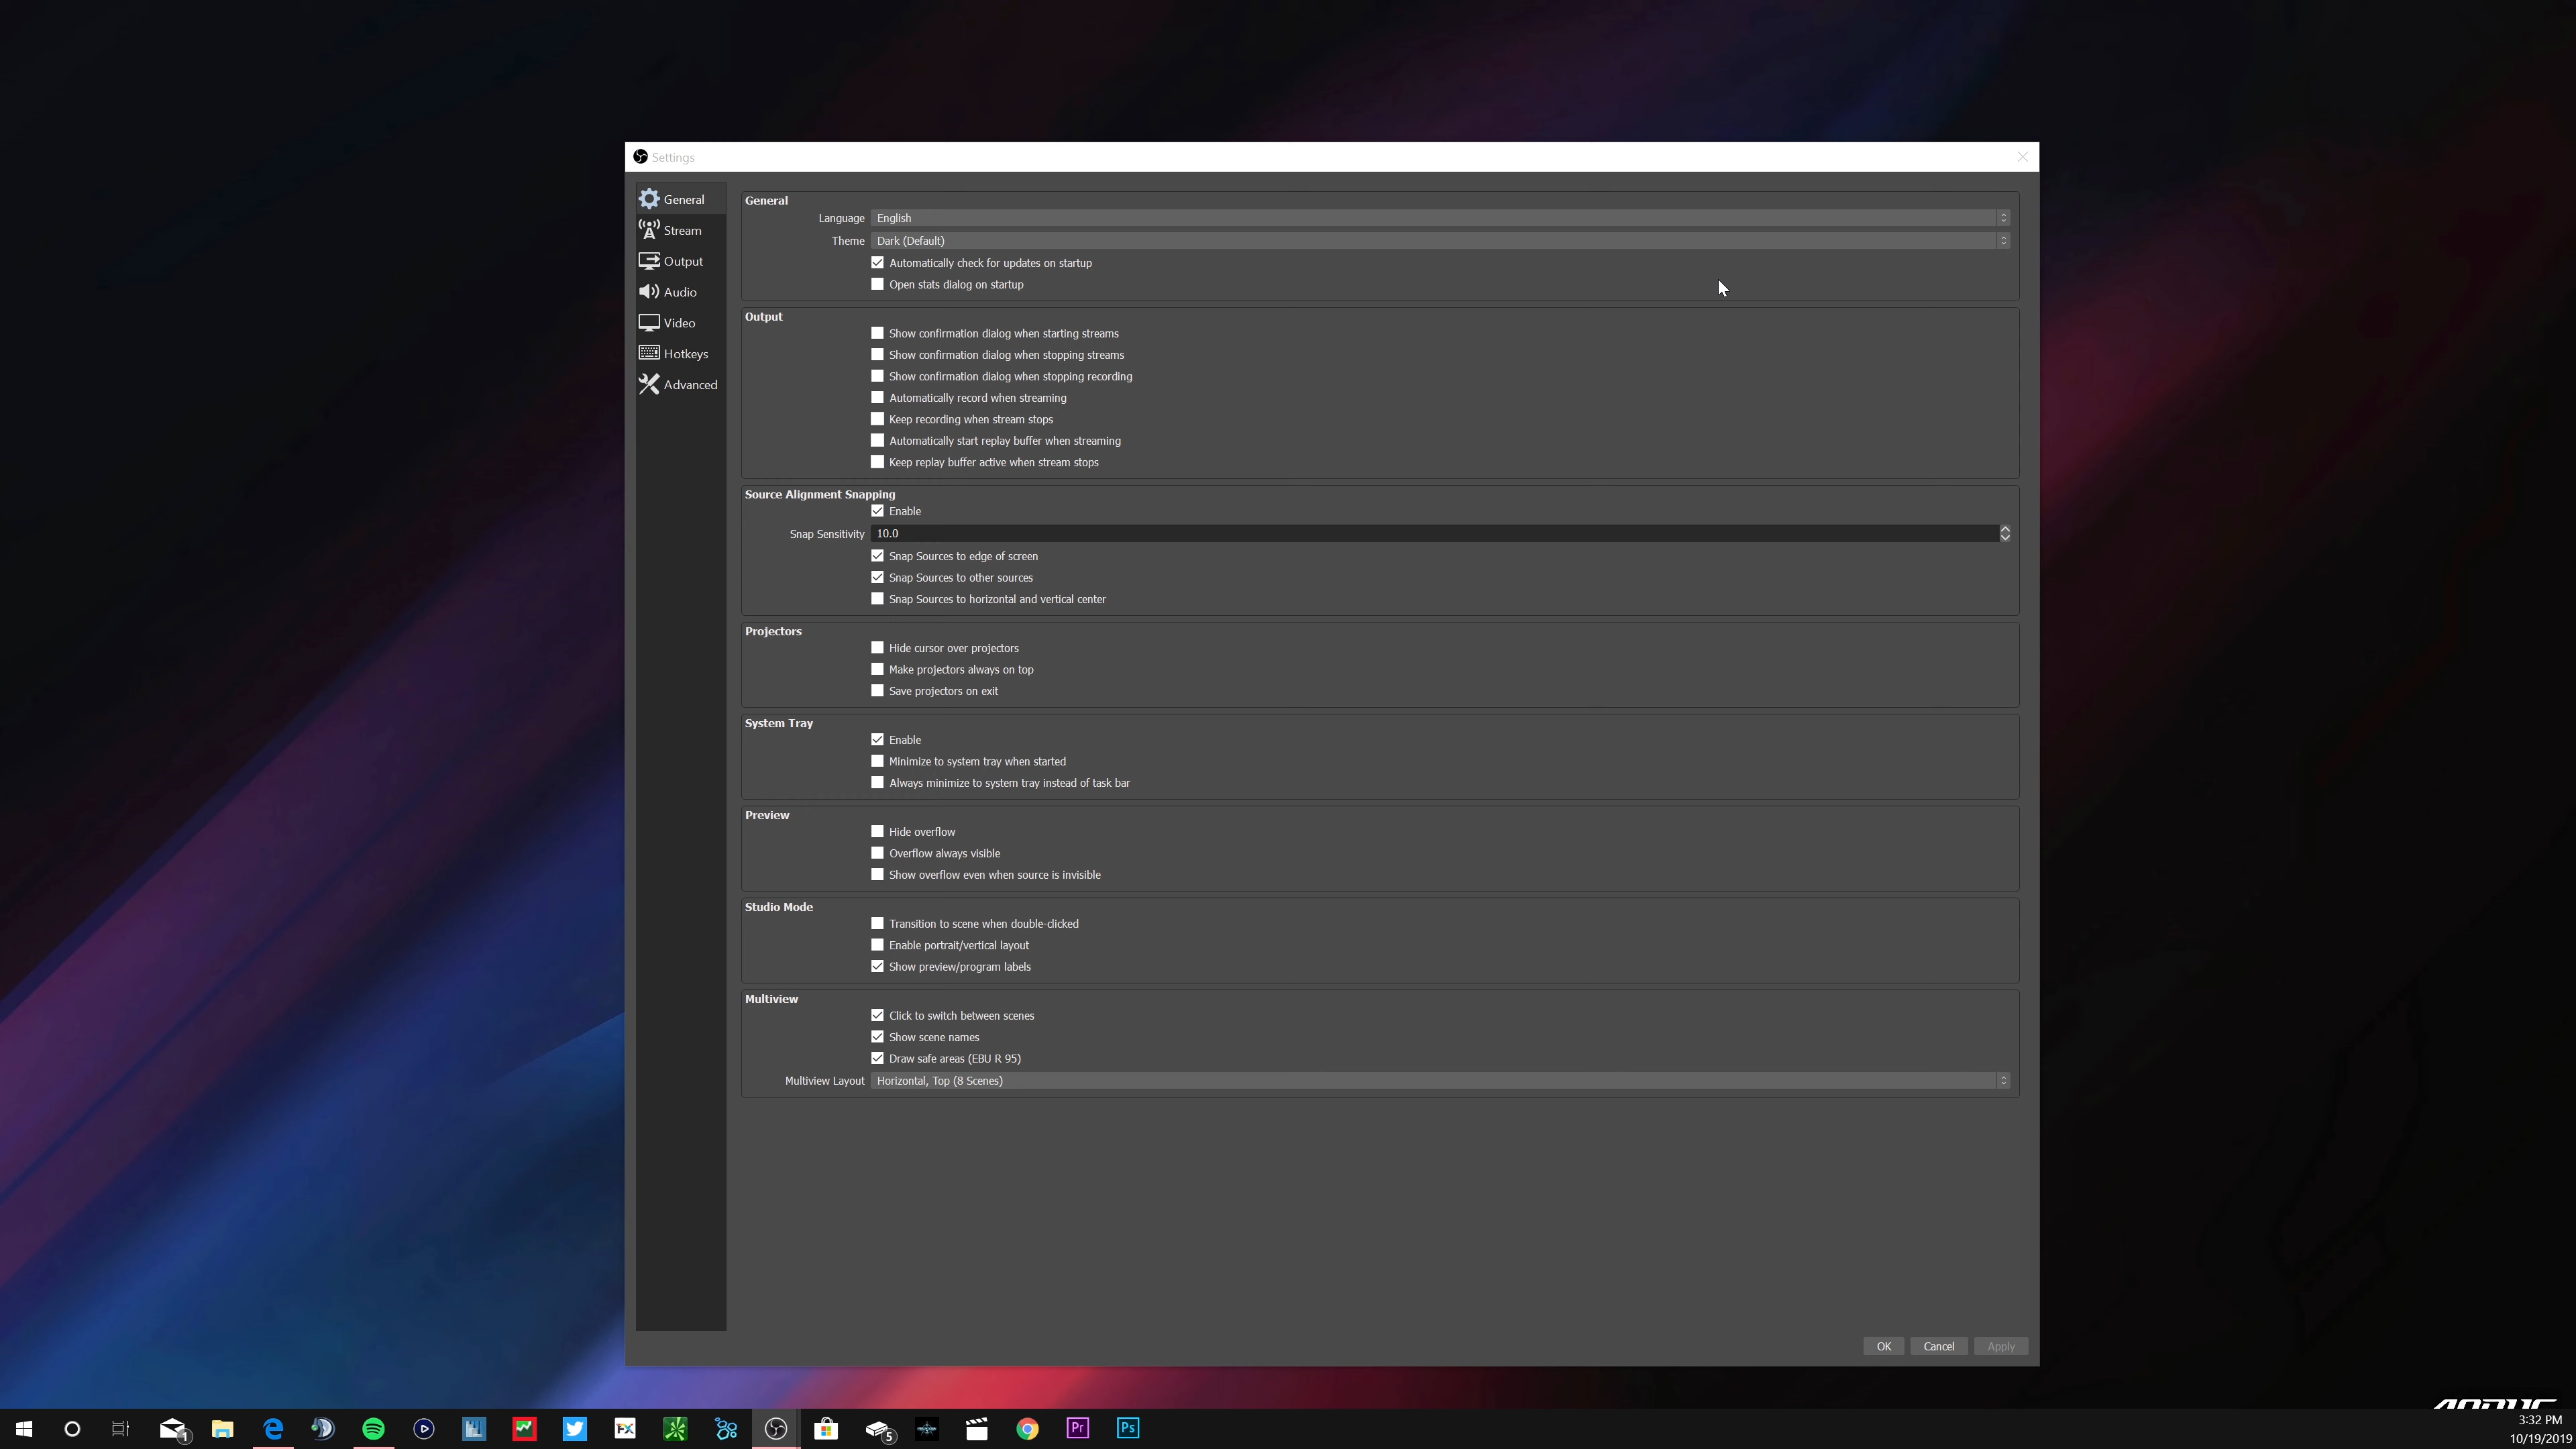 Settings
General
Stream
Output
Audio
Video
Hotkeys
Advanced
General
Language English
Theme Dark (Default)
Automatically check for updates on startup
Open stats dialog on startup
Output
Show confirmation dialog when starting streams
Show confirmation dialog when stopping streams
Show confirmation dialog when stopping recording
Automatically record when streaming
Keep recording when stream stops
Automatically start replay buffer when streaming
Keep replay buffer active when stream stops
Source Alignment Snapping
Enable
Snap Sensitivity 10.0
Snap Sources to edge of screen
Snap Sources to other sources
Snap Sources to horizontal and vertical center
Projectors
Hide cursor over projectors
Make projectors always on top
Save projectors on exit
System Tray
Enable
Minimize to system tray when started
Always minimize to system tray instead of task bar
Preview
Hide overflow
Overflow always visible
Show overflow even when source is invisible
Studio Mode
Transition to scene when double-clicked
Enable portrait/vertical layout
Show preview/program labels
Multiview
Click to switch between scenes
Show scene names
Draw safe areas (EBU R 95)
Multiview Layout Horizontal, Top (8 Scenes)
OK Cancel Apply
1 FX 5 Pr Ps
3:32 PM
10/19/2019